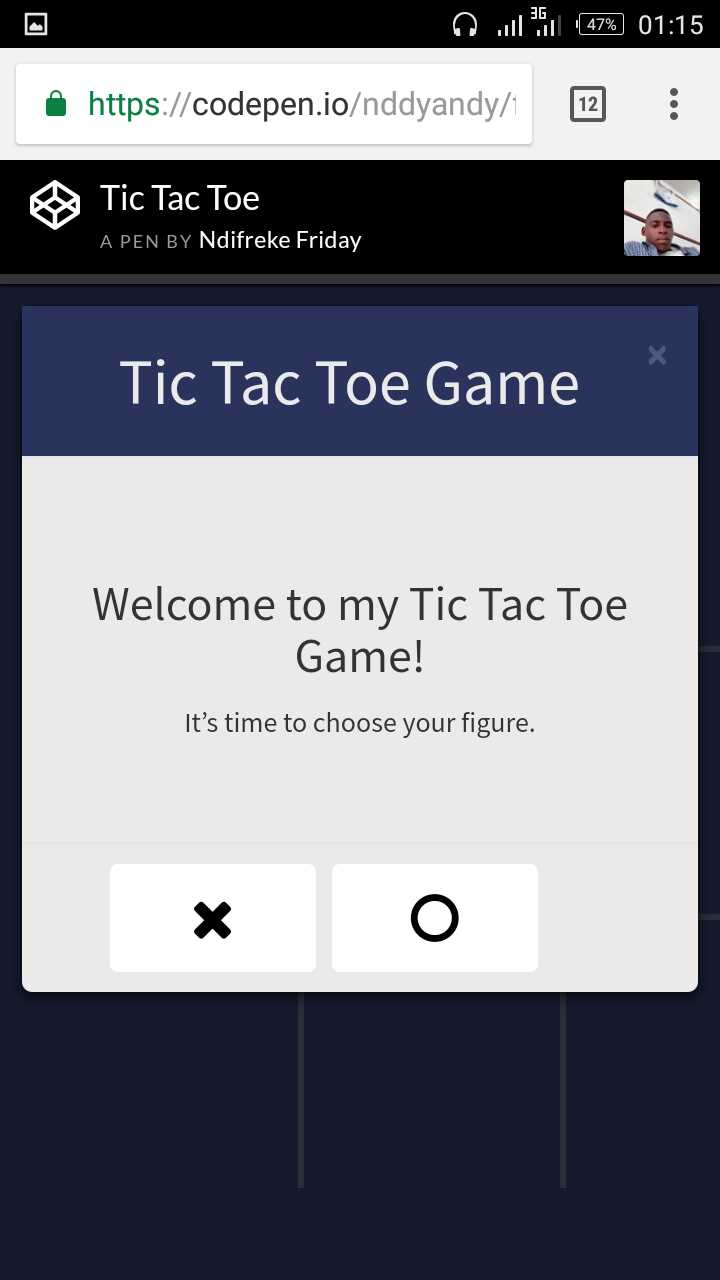 3G
47% 01:15
https://codepen.io/nddyandy/
12
Tic Tac Toe
A PEN BY Ndifreke Friday
Tic Tac Toe Game
Welcome to my Tic Tac Toe
Game!
It’s time to choose your figure.